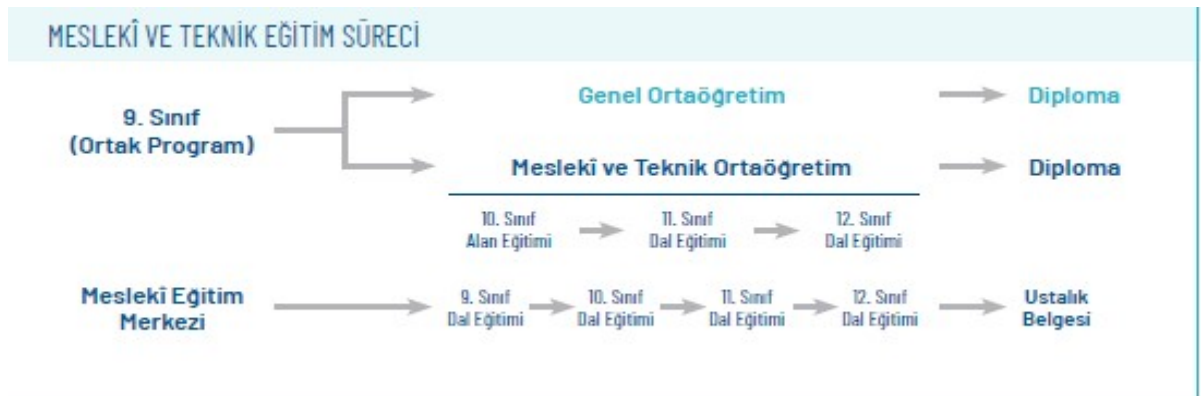 MESLEKÎ VE TEKNİK EĞİTİM SÜRECİ
9. Sınıf
(Ortak Program)
Genel Ortaöğretim
Diploma
Meslekî ve Teknik Ortaöğretim
Diploma
10. Sınıf
Alan Eğitimi
11. Sınıf
Dal Eğitimi
12. Sınıf
Dal Eğitimi
Meslekî Eğitim
Merkezi
9. Sınıf
Dal Eğitimi
10. Sınıf
Dal Eğitimi
11. Sınıf
Dal Eğitimi
12. Sınıf
Dal Eğitimi
Ustalık
Belgesi